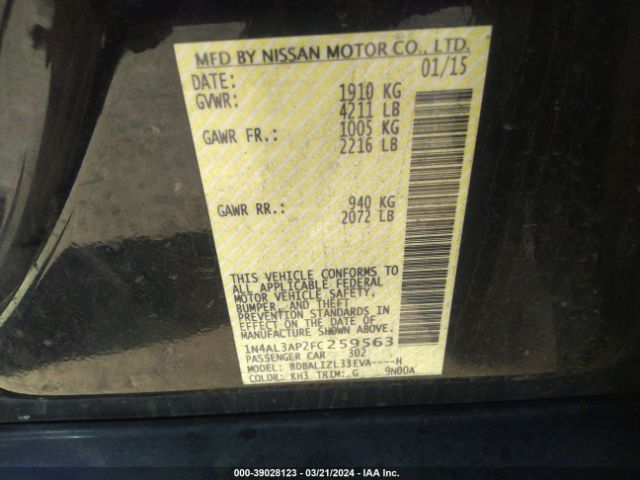 MFD BY NISSAN MOTOR CO., LTD.
DATE: 01/15
GVWR: 1910 KG
4211 LB
GAWR FR.: 1005 KG
2216 LB
GAWR RR.: 940 KG
2072 LB
THIS VEHICLE CONFORMS TO
ALL APPLICABLE FEDERAL
MOTOR VEHICLE SAFETY,
BUMPER, AND THEFT
PREVENTION STANDARDS IN
EFFECT ON THE DATE OF
MANUFACTURE SHOWN ABOVE.
1N4AL3AP2FC259563
PASSENGER CAR 302
MODEL: BDBALIZL33EVA----H
COLOR: KH3 TRIM: G 9N00A
000-39028123 - 03/21/2024 - IAA Inc.